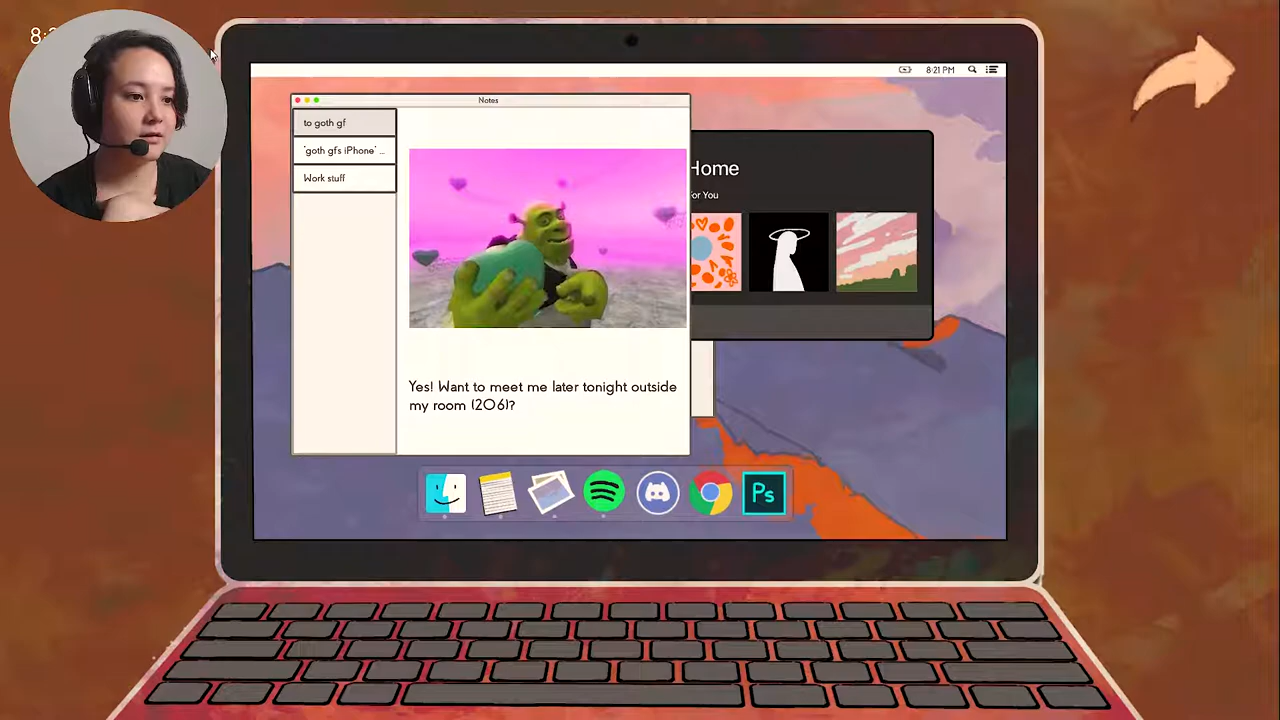 8:21 PM
Notes
to goth gf
'goth gfs iPhone' ...
Work stuff
Home
For You
Yes! Want to meet me later tonight outside
my room (206)?
Ps